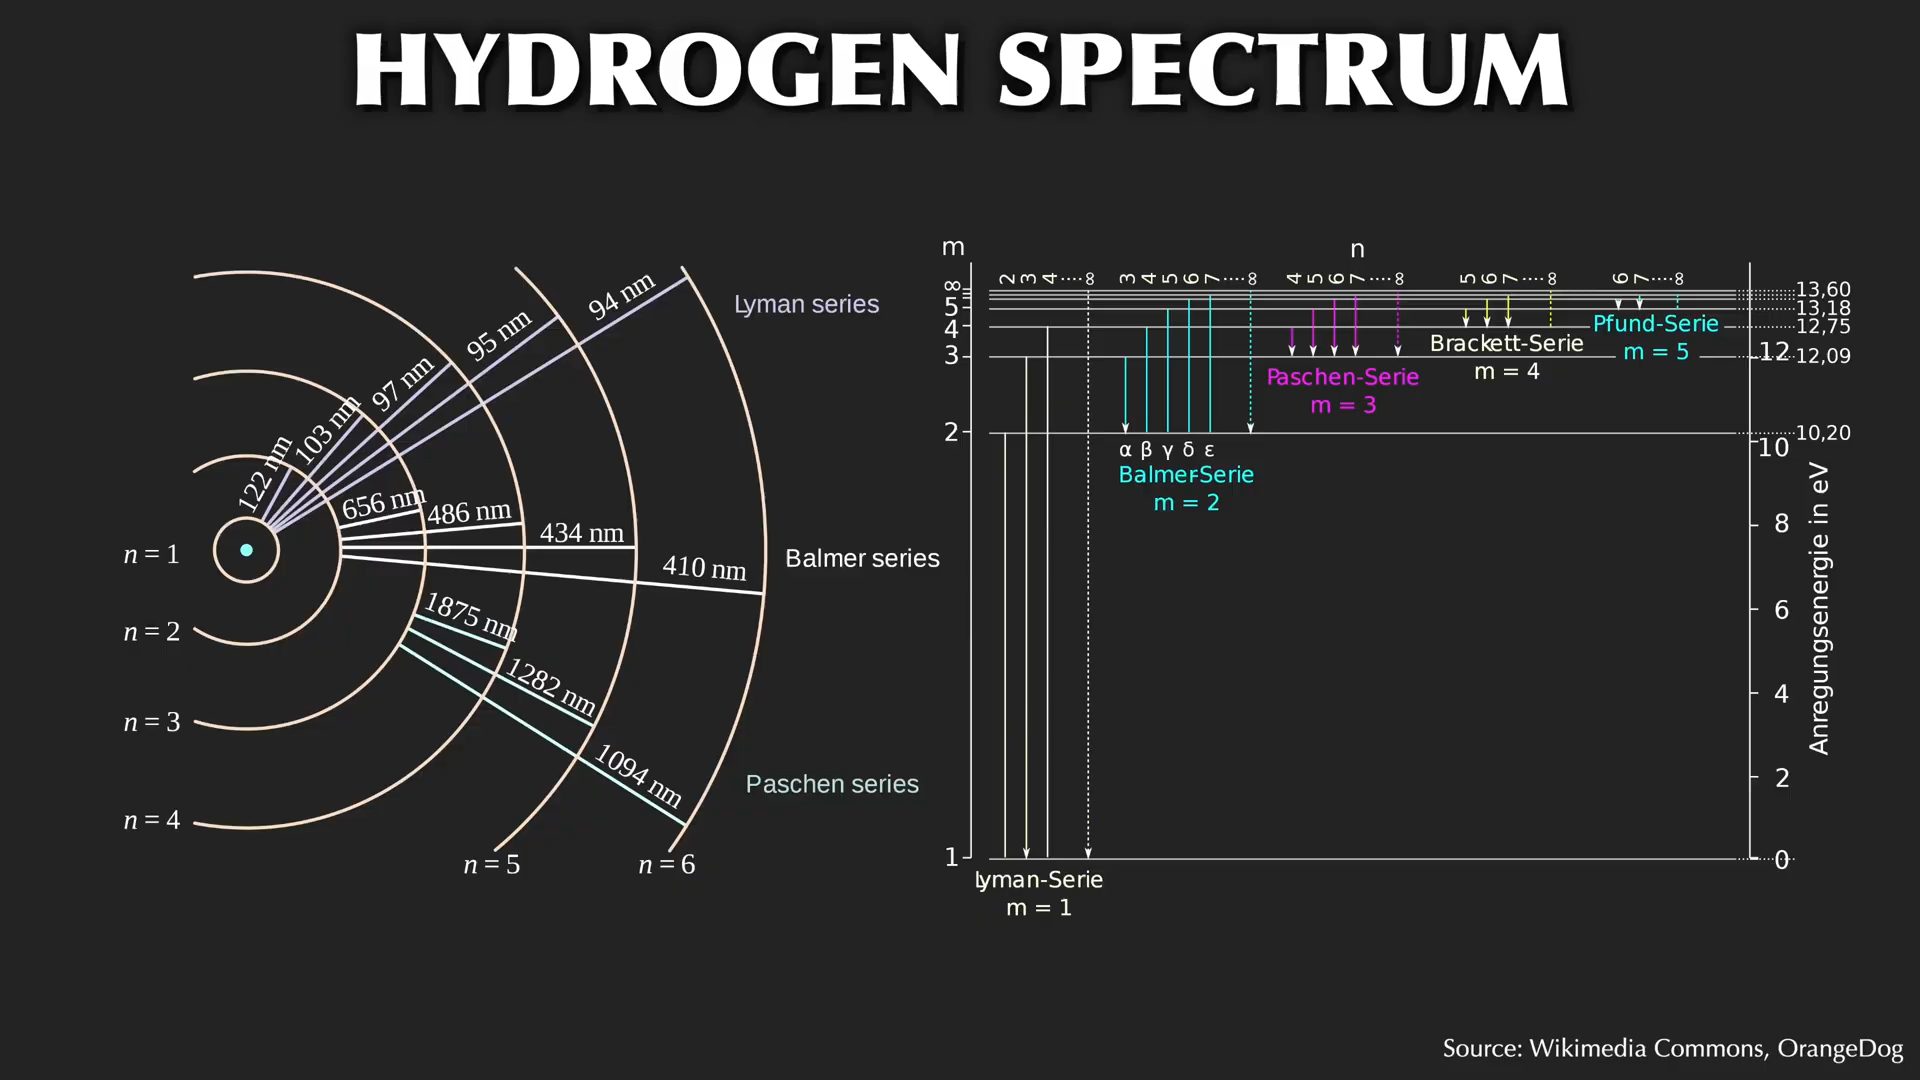 HYDROGEN SPECTRUM
94 nm
95 nm
97 nm
103 nm
122 nm
Lyman series
656 nm
486 nm
434 nm
410 nm
Balmer series
1875 nm
1282 nm
1094 nm
Paschen series
n = 1
n = 2
n = 3
n = 4
n = 5
n = 6
m
n
2 3 4 ···· ∞ 3 4 5 6 7 ···· ∞ 4 5 6 7 ···· ∞ 5 6 7 ···· ∞ 6 7 ···· ∞
∞
5
4
3
2
1
13,60
13,18
12,75
12,09
10,20
12
10
8
6
4
2
0
Anregungsenergie in eV
Pfund-Serie
m = 5
Brackett-Serie
m = 4
Paschen-Serie
m = 3
α β γ δ ε
Balmer-Serie
m = 2
Lyman-Serie
m = 1
Source: Wikimedia Commons, OrangeDog